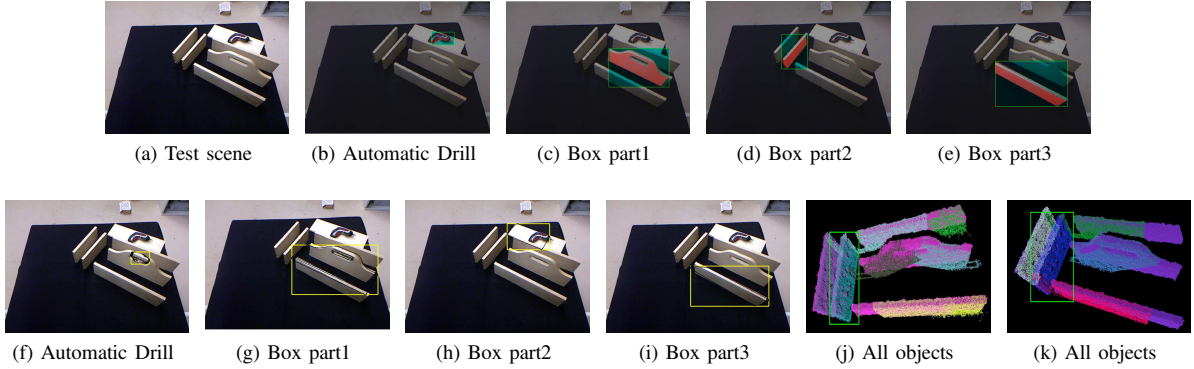 (a) Test scene (b) Automatic Drill (c) Box part1 (d) Box part2 (e) Box part3
(f) Automatic Drill (g) Box part1 (h) Box part2 (i) Box part3 (j) All objects (k) All objects